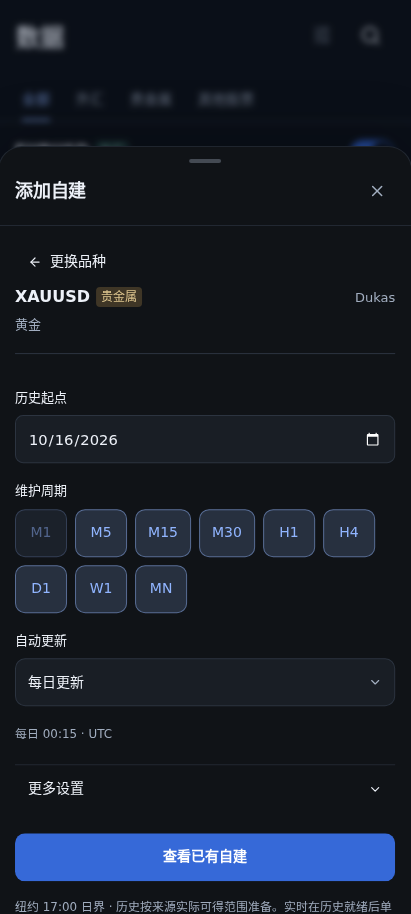 数据
添加自建
更换品种
XAUUSD 贵金属 Dukas
黄金
历史起点
10/16/2026
维护周期
M1 M5 M15 M30 H1 H4
D1 W1 MN
自动更新
每日更新
每日 00:15 · UTC
更多设置
查看已有自建
纽约 17:00 日界 · 历史按来源实际可得范围准备。实时在历史就绪后单